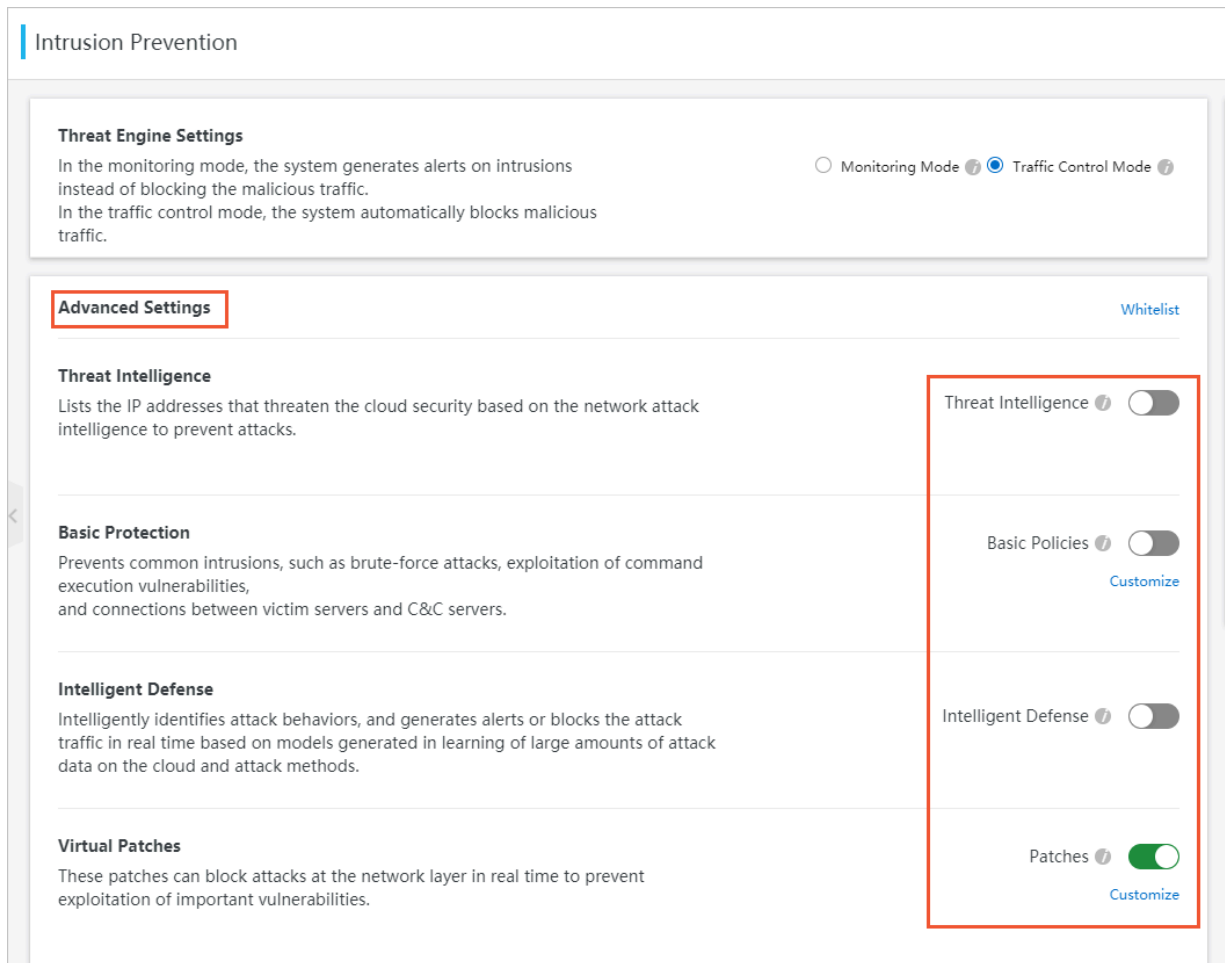 Intrusion Prevention
Threat Engine Settings
In the monitoring mode, the system generates alerts on intrusions
instead of blocking the malicious traffic.
In the traffic control mode, the system automatically blocks malicious
traffic.
Monitoring Mode
Traffic Control Mode
Advanced Settings
Whitelist
Threat Intelligence
Lists the IP addresses that threaten the cloud security based on the network attack
intelligence to prevent attacks.
Threat Intelligence
Basic Protection
Prevents common intrusions, such as brute-force attacks, exploitation of command
execution vulnerabilities,
and connections between victim servers and C&C servers.
Basic Policies
Customize
Intelligent Defense
Intelligently identifies attack behaviors, and generates alerts or blocks the attack
traffic in real time based on models generated in learning of large amounts of attack
data on the cloud and attack methods.
Intelligent Defense
Virtual Patches
These patches can block attacks at the network layer in real time to prevent
exploitation of important vulnerabilities.
Patches
Customize